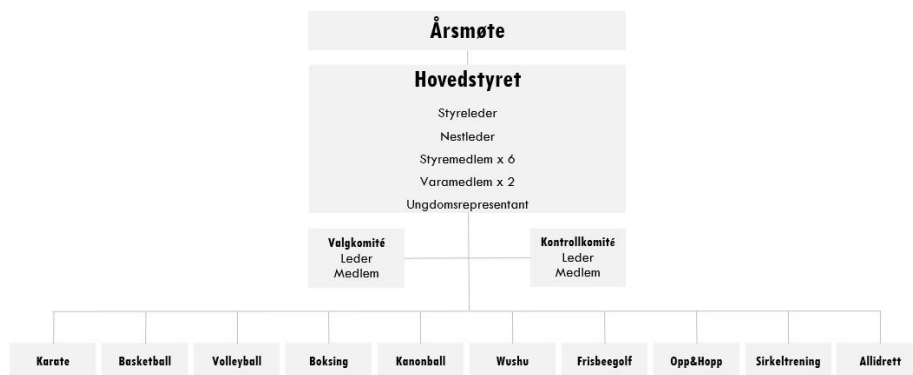 Årsmøte
Hovedstyret
Styreleder
Nestleder
Styremedlem x 6
Varamedlem x 2
Ungdomsrepresentant
Valgkomité
Leder
Medlem
Kontrollkomité
Leder
Medlem
Karate
Basketball
Volleyball
Boksing
Kanonball
Wushu
Frisbeegolf
Opp&Hopp
Sirkeltrening
Allidrett